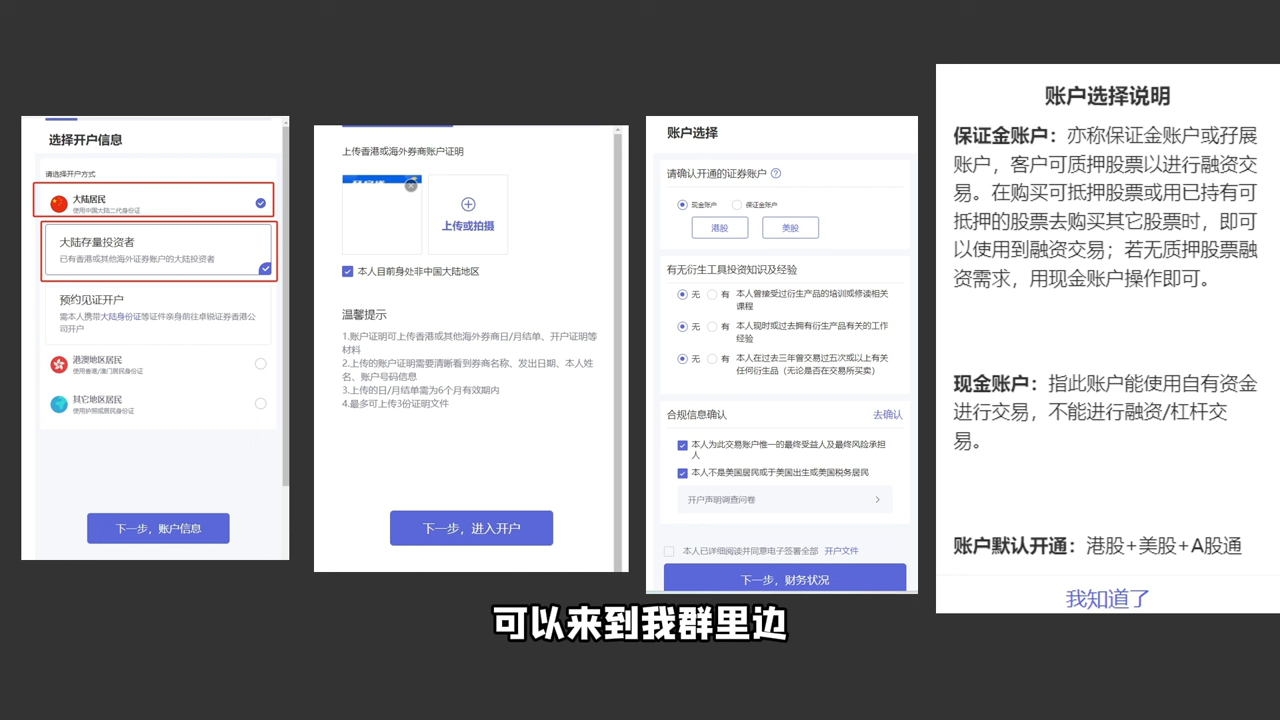 选择开户信息
请选择开户方式
大陆居民
使用中国大陆二代身份证
大陆存量投资者
已有香港或其他海外证券账户的大陆投资者
预约见证开户
需本人携带大陆身份证等证件亲身前往卓锐证券香港公
司开户
港澳地区居民
使用香港/澳门居民身份证
其它地区居民
使用护照或居民身份证
下一步，账户信息
上传香港或海外券商账户证明
上传或拍摄
本人目前身处非中国大陆地区
温馨提示
1.账户证明可上传香港或其他海外券商日/月结单、开户证明等
材料
2.上传的账户证明需要清晰看到券商名称、发出日期、本人姓
名、账户号码信息
3.上传的日/月结单需为6个月有效期内
4.最多可上传3份证明文件
下一步，进入开户
账户选择
请确认开通的证券账户
现金账户 保证金账户
港股 美股
有无衍生工具投资知识及经验
无 有 本人曾接受过衍生产品的培训或修读相关
课程
无 有 本人现时或过去拥有衍生产品有关的工作
经验
无 有 本人在过去三年曾交易过五次或以上有关
任何衍生品（无论是否在交易所买卖）
合规信息确认 去确认
本人为此交易账户惟一的最终受益人及最终风险承担
人
本人不是美国居民或于美国出生或美国税务居民
开户声明调查问卷
本人已详细阅读并同意电子签署全部 开户文件
下一步，财务状况
账户选择说明
保证金账户：亦称保证金账户或孖展
账户，客户可质押股票以进行融资交
易。在购买可抵押股票或用已持有可
抵押的股票去购买其它股票时，即可
以使用到融资交易；若无质押股票融
资需求，用现金账户操作即可。
现金账户：指此账户能使用自有资金
进行交易，不能进行融资/杠杆交
易。
账户默认开通：港股+美股+A股通
我知道了
可以来到我群里边